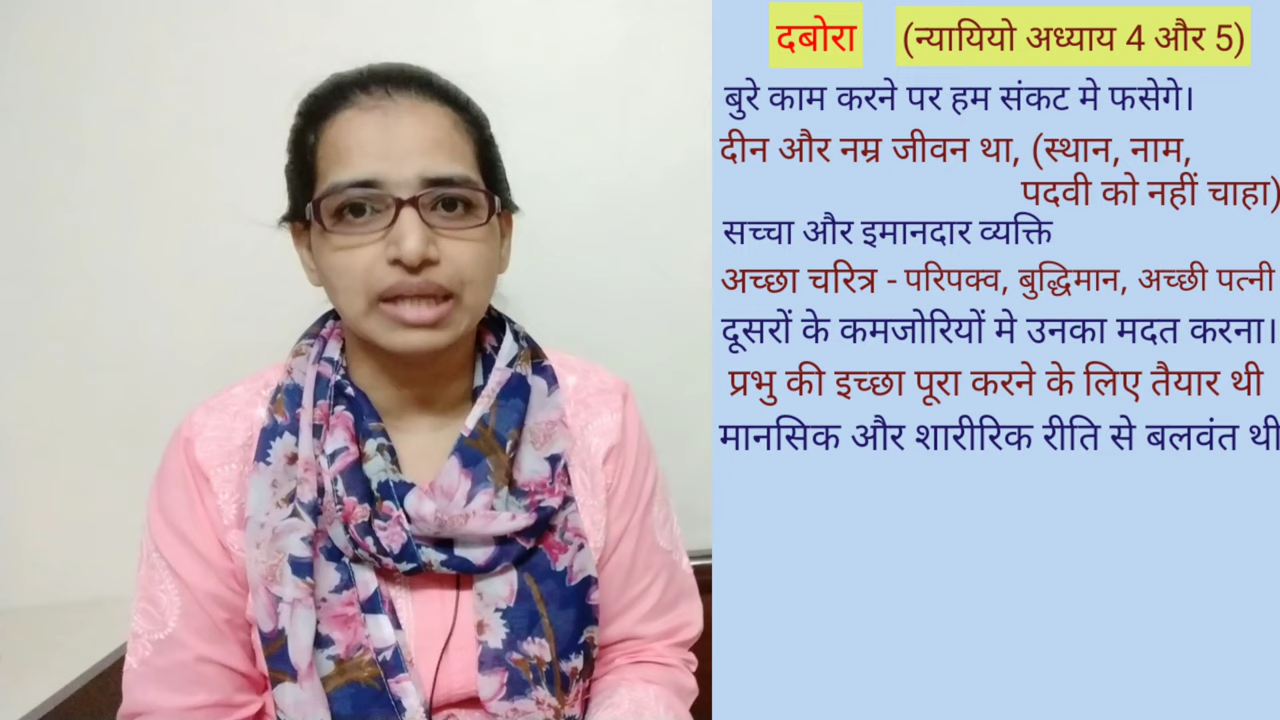 दबोरा (न्यायियो अध्याय 4 और 5)
बुरे काम करने पर हम संकट मे फसेगे।
दीन और नम्र जीवन था, (स्थान, नाम,
पदवी को नहीं चाहा)
सच्चा और इमानदार व्यक्ति
अच्छा चरित्र - परिपक्व, बुद्धिमान, अच्छी पत्नी
दूसरों के कमजोरियों मे उनका मदत करना।
प्रभु की इच्छा पूरा करने के लिए तैयार थी
मानसिक और शारीरिक रीति से बलवंत थी